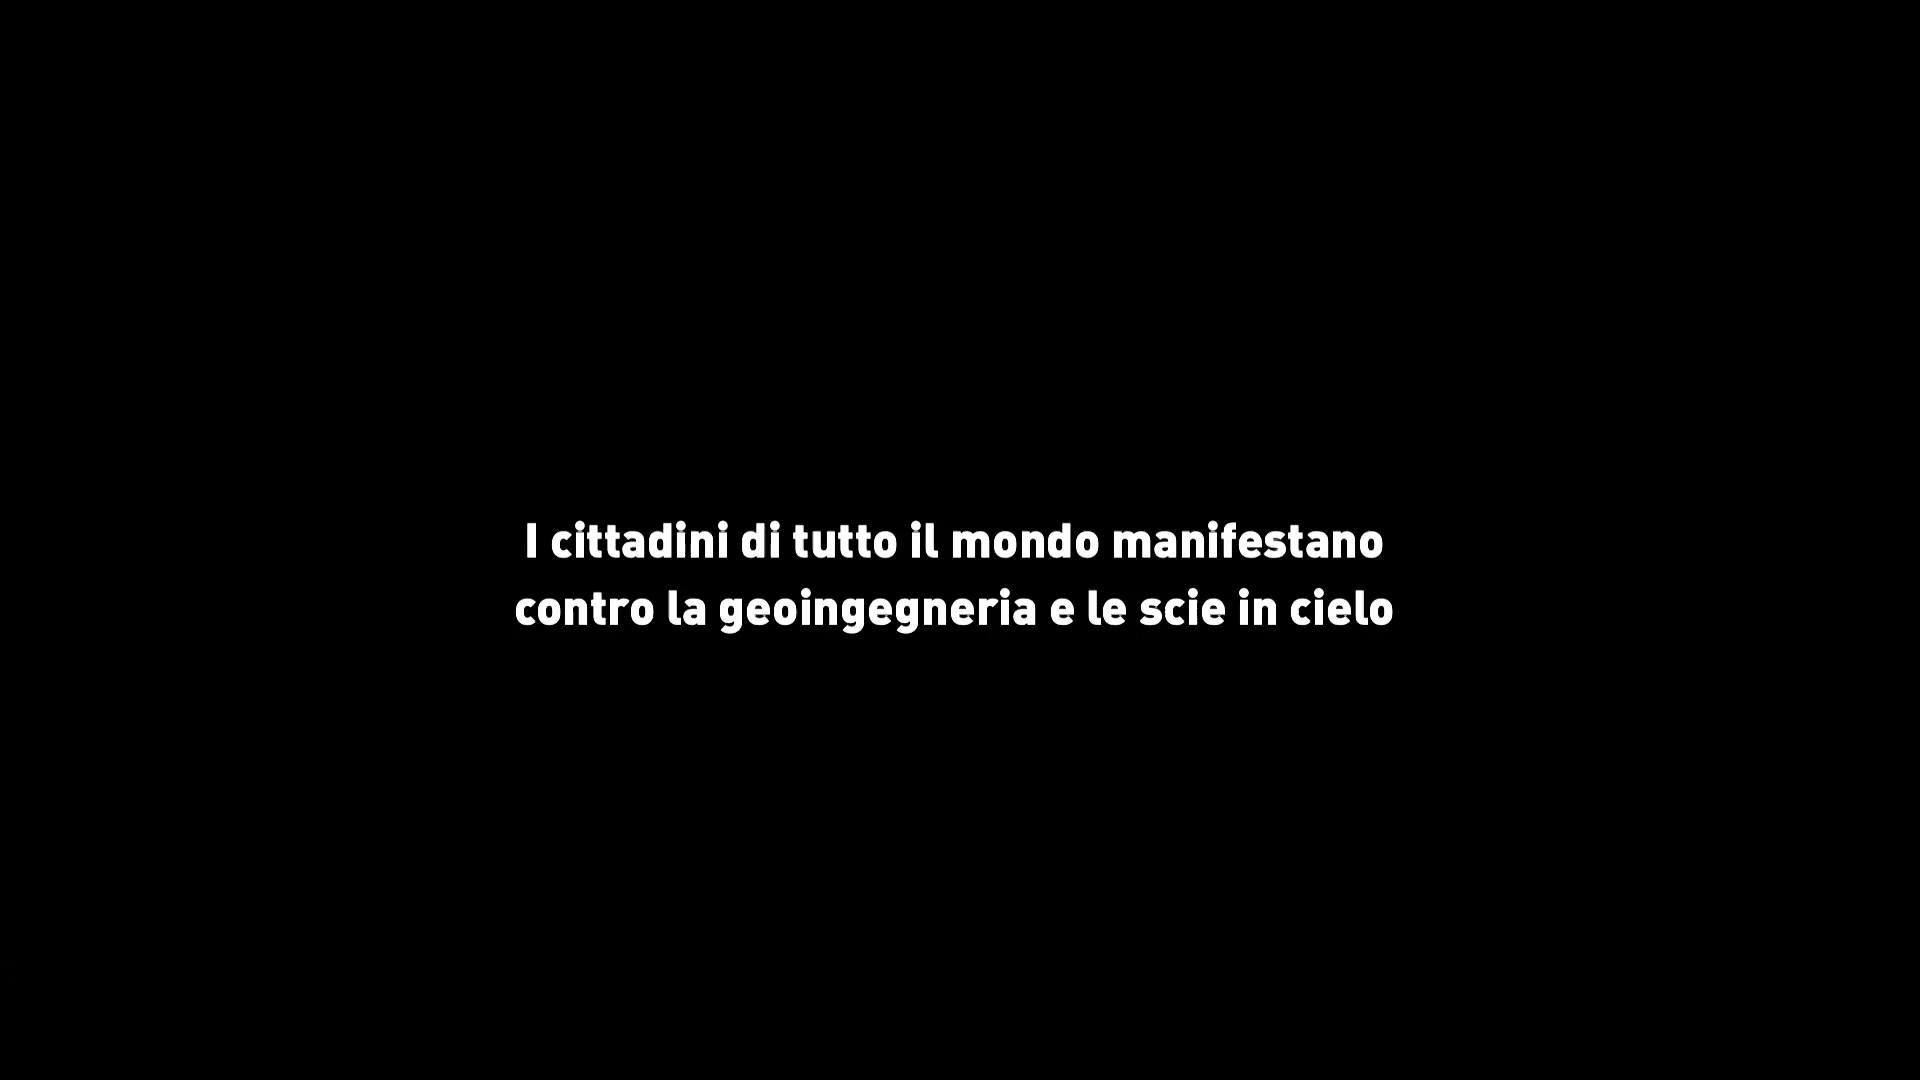 I cittadini di tutto il mondo manifestano
contro la geoingegneria e le scie in cielo